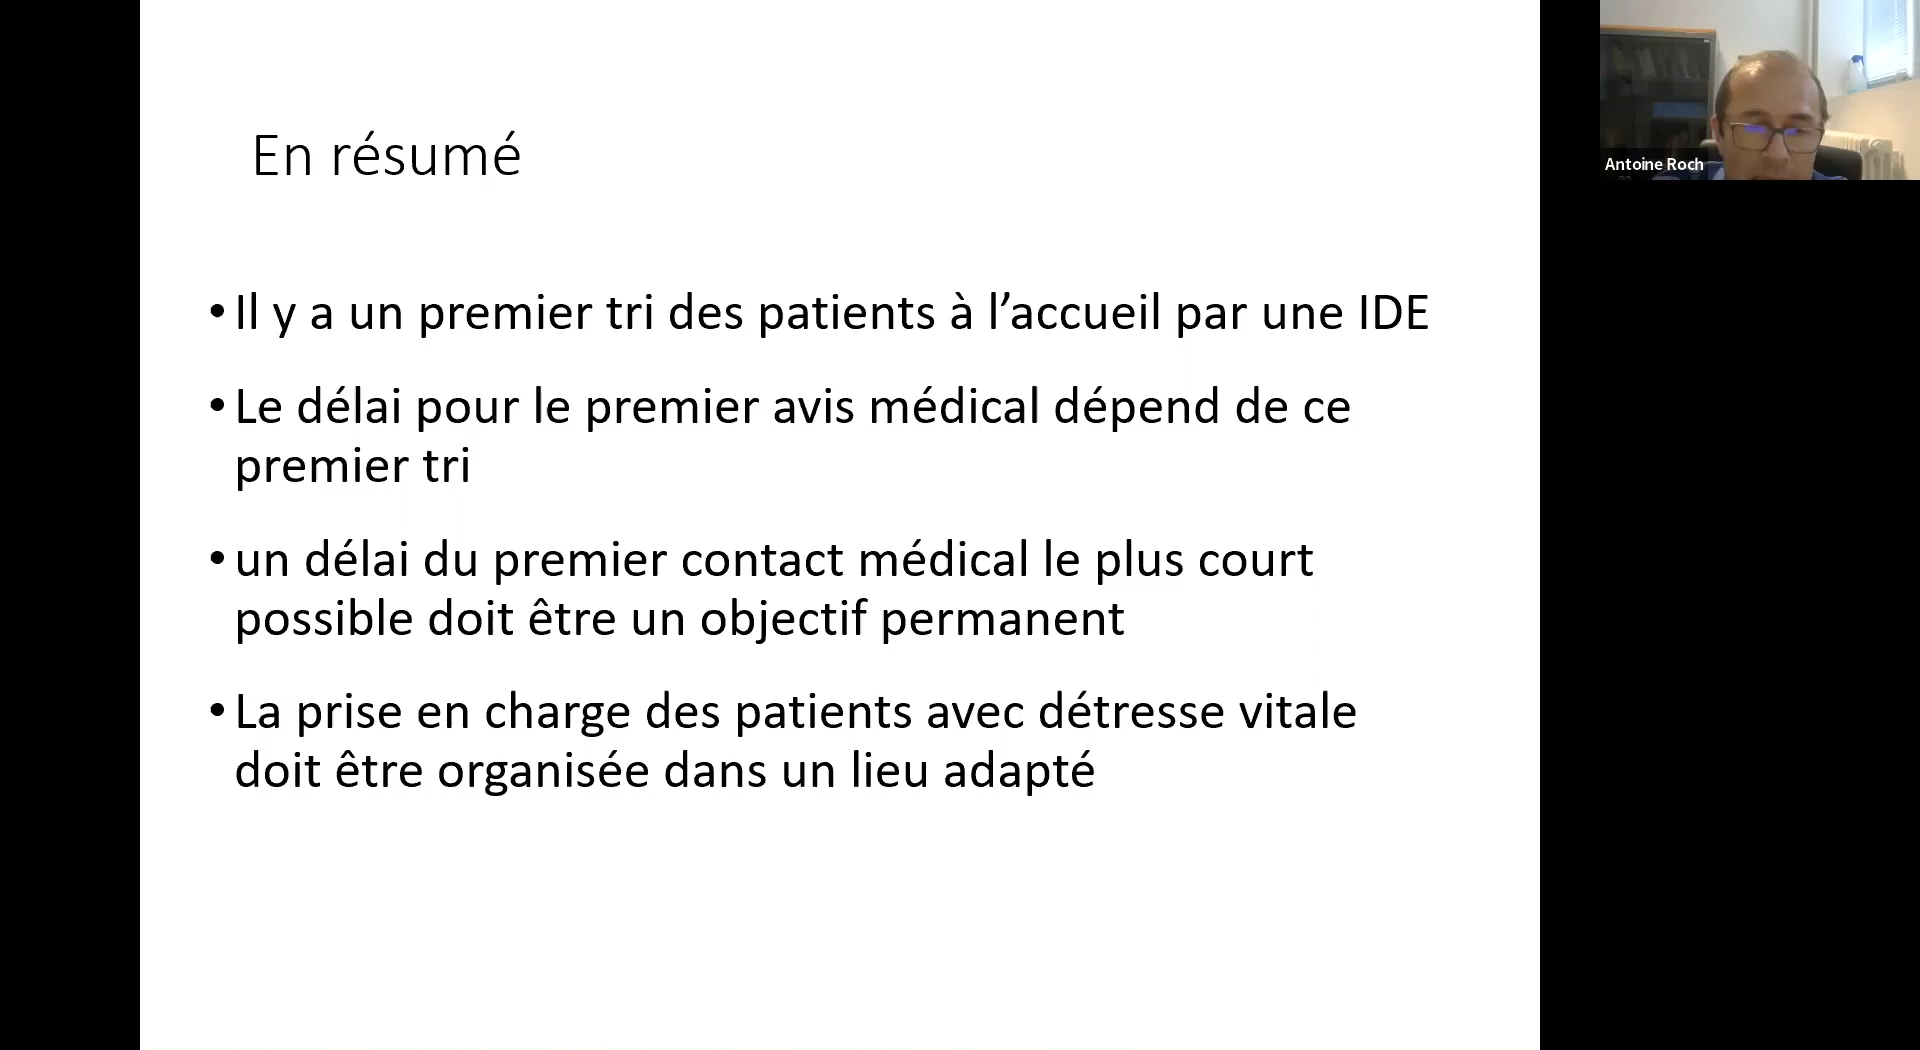 En résumé
Antoine Roch
• Il y a un premier tri des patients à l’accueil par une IDE
• Le délai pour le premier avis médical dépend de ce
premier tri
• un délai du premier contact médical le plus court
possible doit être un objectif permanent
• La prise en charge des patients avec détresse vitale
doit être organisée dans un lieu adapté